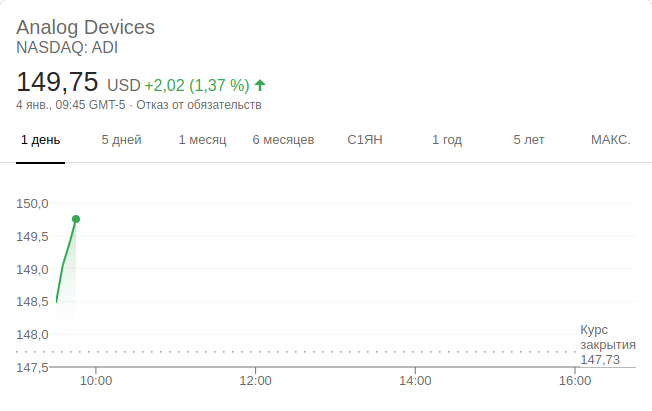 Analog Devices
NASDAQ: ADI
149,75 USD +2,02 (1,37 %)
4 янв., 09:45 GMT-5 · Отказ от обязательств
1 день 5 дней 1 месяц 6 месяцев С1ЯН 1 год 5 лет МАКС.
150,0
149,5
149,0
148,5
148,0
147,5
Курс
закрытия
147,73
10:00 12:00 14:00 16:00